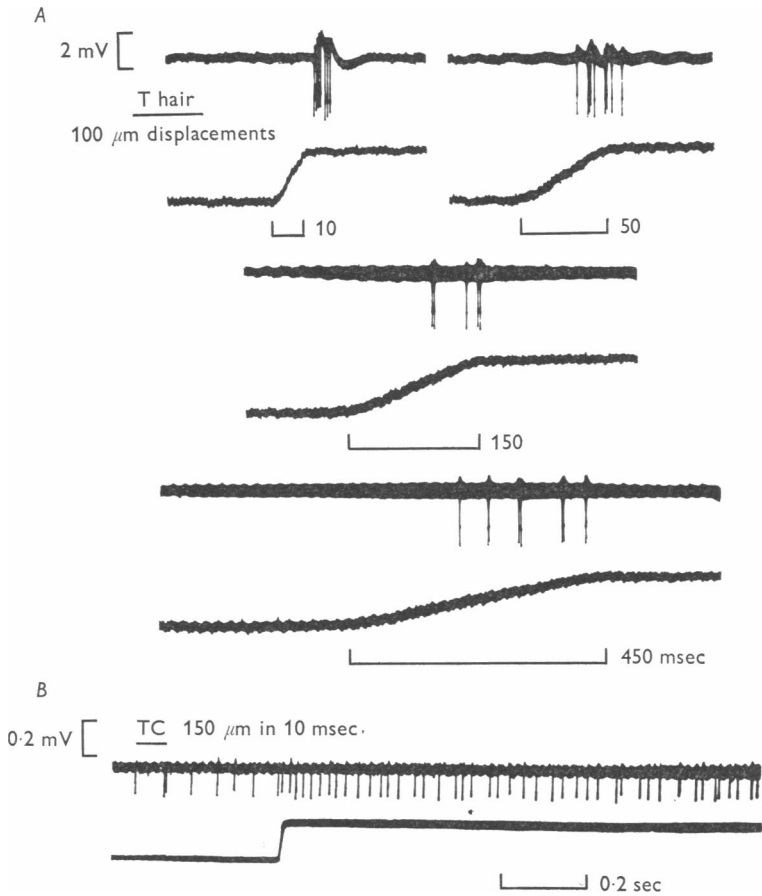 A
2 mV
T hair
100 μm displacements
10
50
150
450 msec
B
0·2 mV
TC 150 μm in 10 msec.
0·2 sec